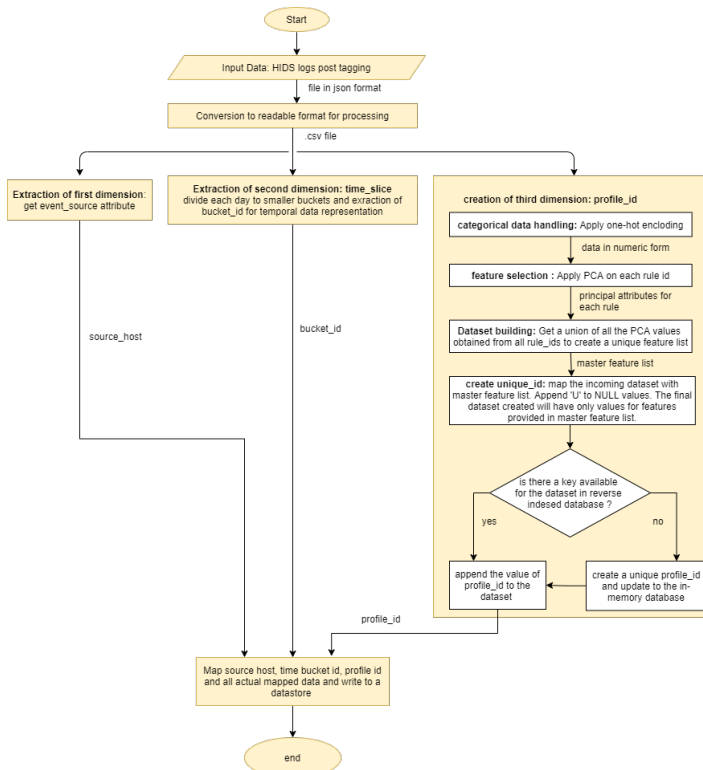 Start
Input Data: HIDS logs post tagging
file in json format
Conversion to readable format for processing
.csv file
Extraction of first dimension:
get event_source attribute
Extraction of second dimension: time_slice
divide each day to smaller buckets and exraction of
bucket_id for temporal data representation
creation of third dimension: profile_id
categorical data handling: Apply one-hot encloding
data in numeric form
feature selection : Apply PCA on each rule id
principal attributes for
each rule
Dataset building: Get a union of all the PCA values
obtained from all rule_ids to create a unique feature list
master feature list
create unique_id: map the incoming dataset with
master feature list. Append 'U' to NULL values. The final
dataset created will have only values for features
provided in master feature list.
source_host
bucket_id
is there a key available
for the dataset in reverse
indesed database ?
yes
no
append the value of
profile_id to the
dataset
create a unique profile_id
and update to the in-
memory database
profile_id
Map source host, time bucket id, profile id
and all actual mapped data and write to a
datastore
end